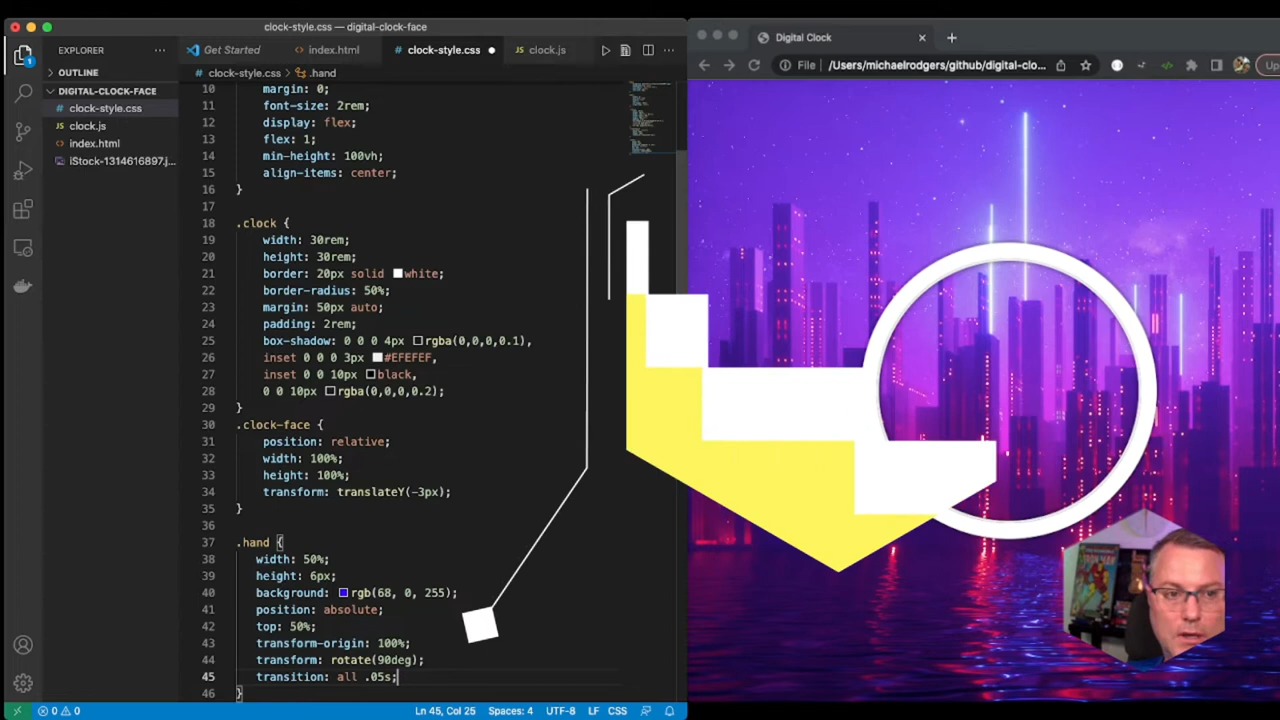 clock-style.css — digital-clock-face
EXPLORER
OUTLINE
DIGITAL-CLOCK-FACE
clock-style.css
clock.js
index.html
iStock-1314616897.j...
1
Get Started
index.html
clock-style.css
clock.js
clock-style.css > .hand
10 margin: 0;
11 font-size: 2rem;
12 display: flex;
13 flex: 1;
14 min-height: 100vh;
15 align-items: center;
16 }
17
18 .clock {
19 width: 30rem;
20 height: 30rem;
21 border: 20px solid white;
22 border-radius: 50%;
23 margin: 50px auto;
24 padding: 2rem;
25 box-shadow: 0 0 0 4px rgba(0,0,0,0.1),
26 inset 0 0 0 3px #EFEFEF,
27 inset 0 0 10px black,
28 0 0 10px rgba(0,0,0,0.2);
29 }
30 .clock-face {
31 position: relative;
32 width: 100%;
33 height: 100%;
34 transform: translateY(-3px);
35 }
36
37 .hand {
38 width: 50%;
39 height: 6px;
40 background: rgb(68, 0, 255);
41 position: absolute;
42 top: 50%;
43 transform-origin: 100%;
44 transform: rotate(90deg);
45 transition: all .05s;
46 }
0 0
Ln 45, Col 25
Spaces: 4
UTF-8
LF
CSS
Digital Clock
File
/Users/michaelrodgers/github/digital-clo...